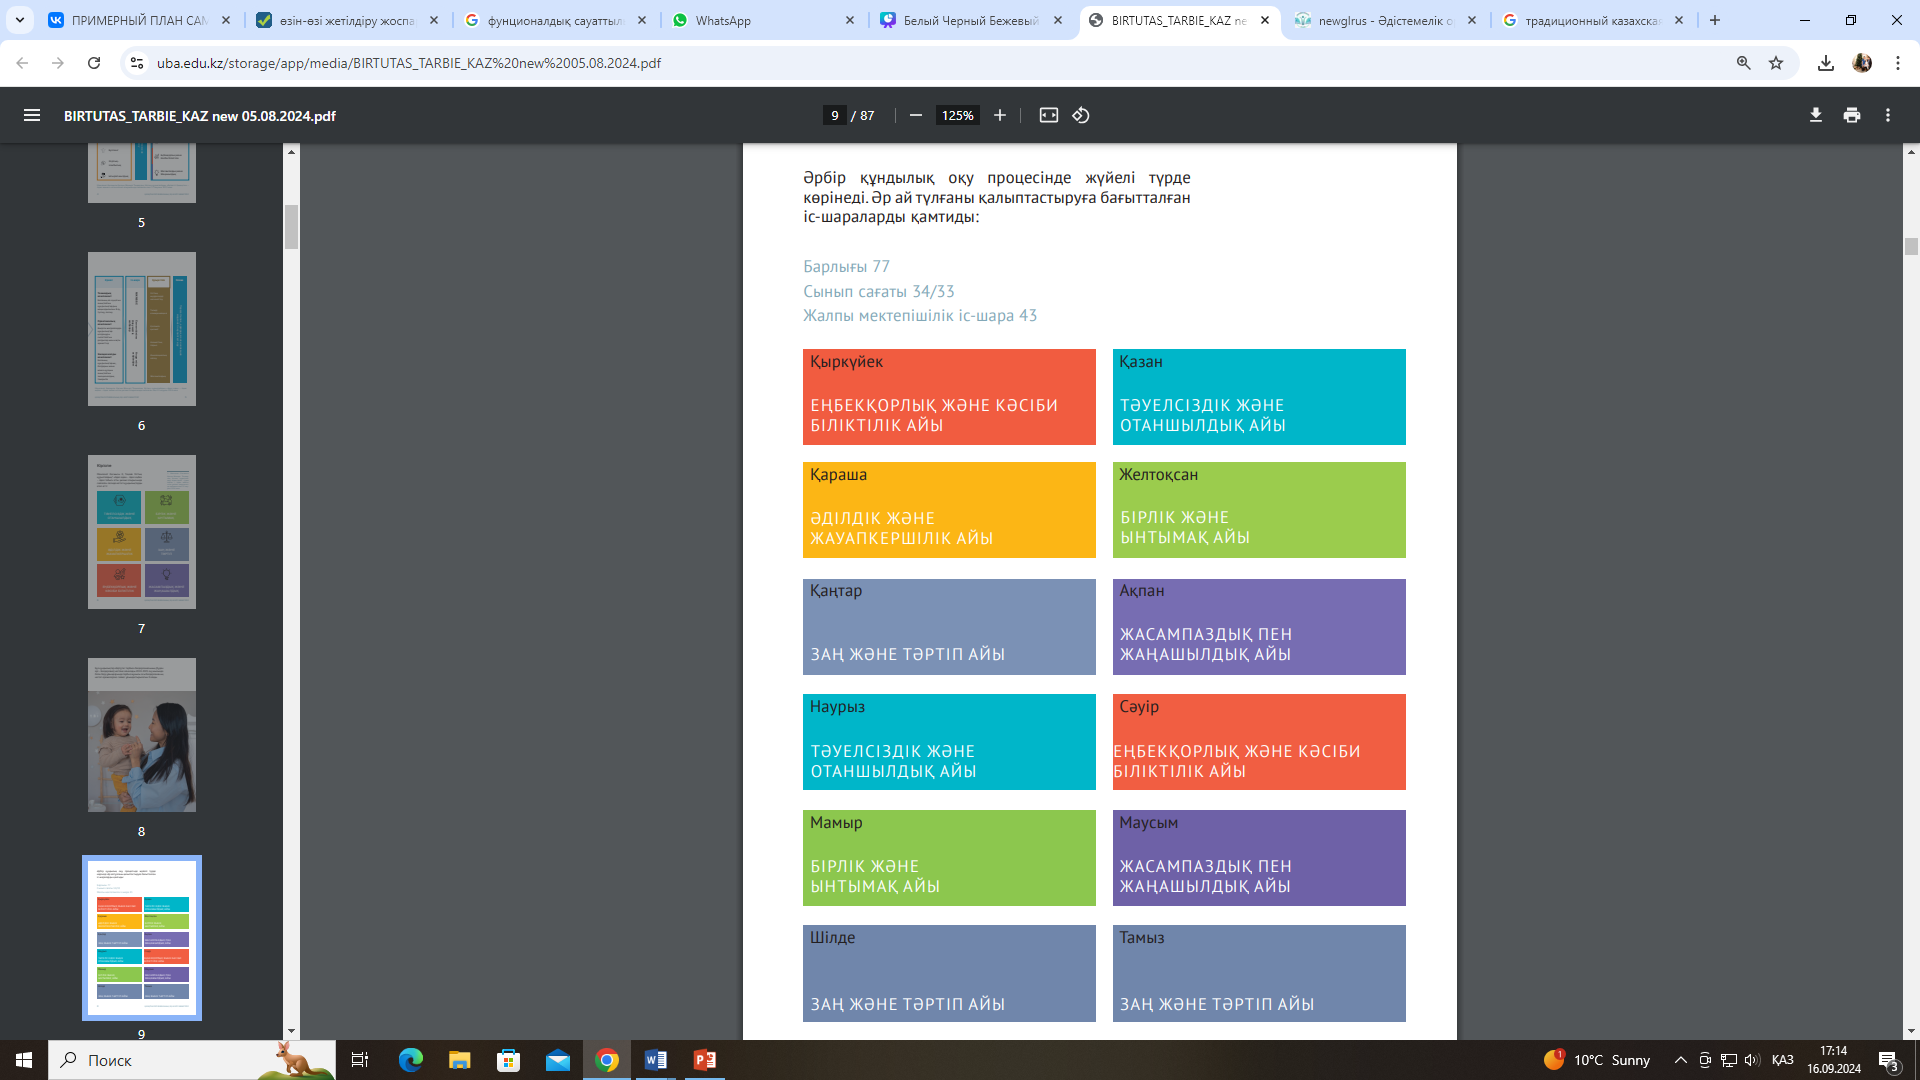 ПРИМЕРНЫЙ ПЛАН САМ
өзін-өзі жетілдіру жоспа
фунционалдық сауаттыл
WhatsApp
Белый Черный Бежевый
BIRTUTAS_TARBIE_KAZ ne
newglrus - Әдістемелік о
традиционный казахска
uba.edu.kz/storage/app/media/BIRTUTAS_TARBIE_KAZ%20new%2005.08.2024.pdf
BIRTUTAS_TARBIE_KAZ new 05.08.2024.pdf
9 / 87
125%
5
6
7
8
9
Әрбір құндылық оқу процесінде жүйелі түрде
көрінеді. Әр ай тұлғаны қалыптастыруға бағытталған
іс-шараларды қамтиды:
Барлығы 77
Сынып сағаты 34/33
Жалпы мектепішілік іс-шара 43
Қыркүйек
ЕҢБЕКҚОРЛЫҚ ЖӘНЕ КӘСІБИ
БІЛІКТІЛІК АЙЫ
Қазан
ТӘУЕЛСІЗДІК ЖӘНЕ
ОТАНШЫЛДЫҚ АЙЫ
Қараша
ӘДІЛДІК ЖӘНЕ
ЖАУАПКЕРШІЛІК АЙЫ
Желтоқсан
БІРЛІК ЖӘНЕ
ЫНТЫМАҚ АЙЫ
Қаңтар
ЗАҢ ЖӘНЕ ТӘРТІП АЙЫ
Ақпан
ЖАСАМПАЗДЫҚ ПЕН
ЖАҢАШЫЛДЫҚ АЙЫ
Наурыз
ТӘУЕЛСІЗДІК ЖӘНЕ
ОТАНШЫЛДЫҚ АЙЫ
Сәуір
ЕҢБЕКҚОРЛЫҚ ЖӘНЕ КӘСІБИ
БІЛІКТІЛІК АЙЫ
Мамыр
БІРЛІК ЖӘНЕ
ЫНТЫМАҚ АЙЫ
Маусым
ЖАСАМПАЗДЫҚ ПЕН
ЖАҢАШЫЛДЫҚ АЙЫ
Шілде
ЗАҢ ЖӘНЕ ТӘРТІП АЙЫ
Тамыз
ЗАҢ ЖӘНЕ ТӘРТІП АЙЫ
Поиск
10°C Sunny
ҚАЗ
17:14
16.09.2024
3